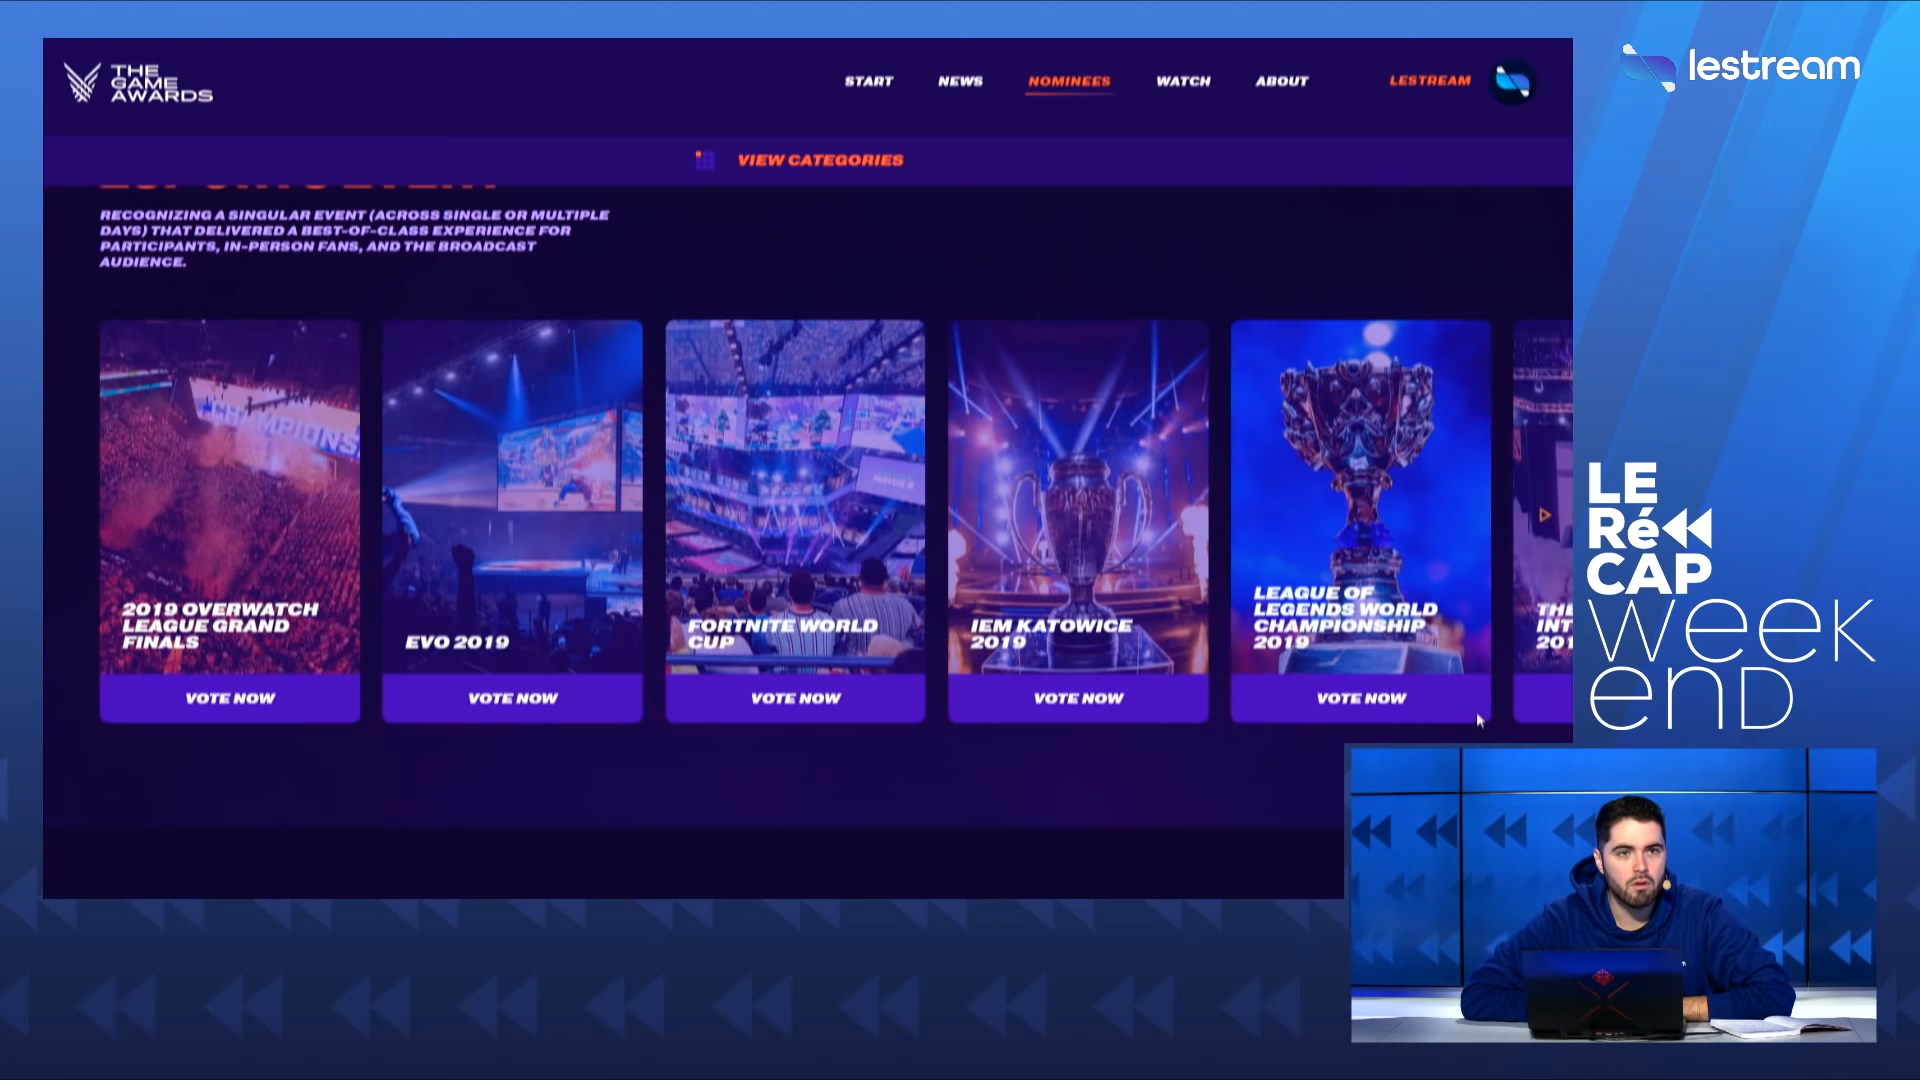 THE
GAME
AWARDS
START
NEWS
NOMINEES
WATCH
ABOUT
LESTREAM
lestream
VIEW CATEGORIES
RECOGNIZING A SINGULAR EVENT (ACROSS SINGLE OR MULTIPLE
DAYS) THAT DELIVERED A BEST-OF-CLASS EXPERIENCE FOR
PARTICIPANTS, IN-PERSON FANS, AND THE BROADCAST
AUDIENCE.
CHAMPIONS
2019 OVERWATCH
LEAGUE GRAND
FINALS
VOTE NOW
EVO 2019
VOTE NOW
FORTNITE WORLD
CUP
VOTE NOW
IEM KATOWICE
2019
VOTE NOW
LEAGUE OF
LEGENDS WORLD
CHAMPIONSHIP
2019
VOTE NOW
LE
Ré
CAP
week
end